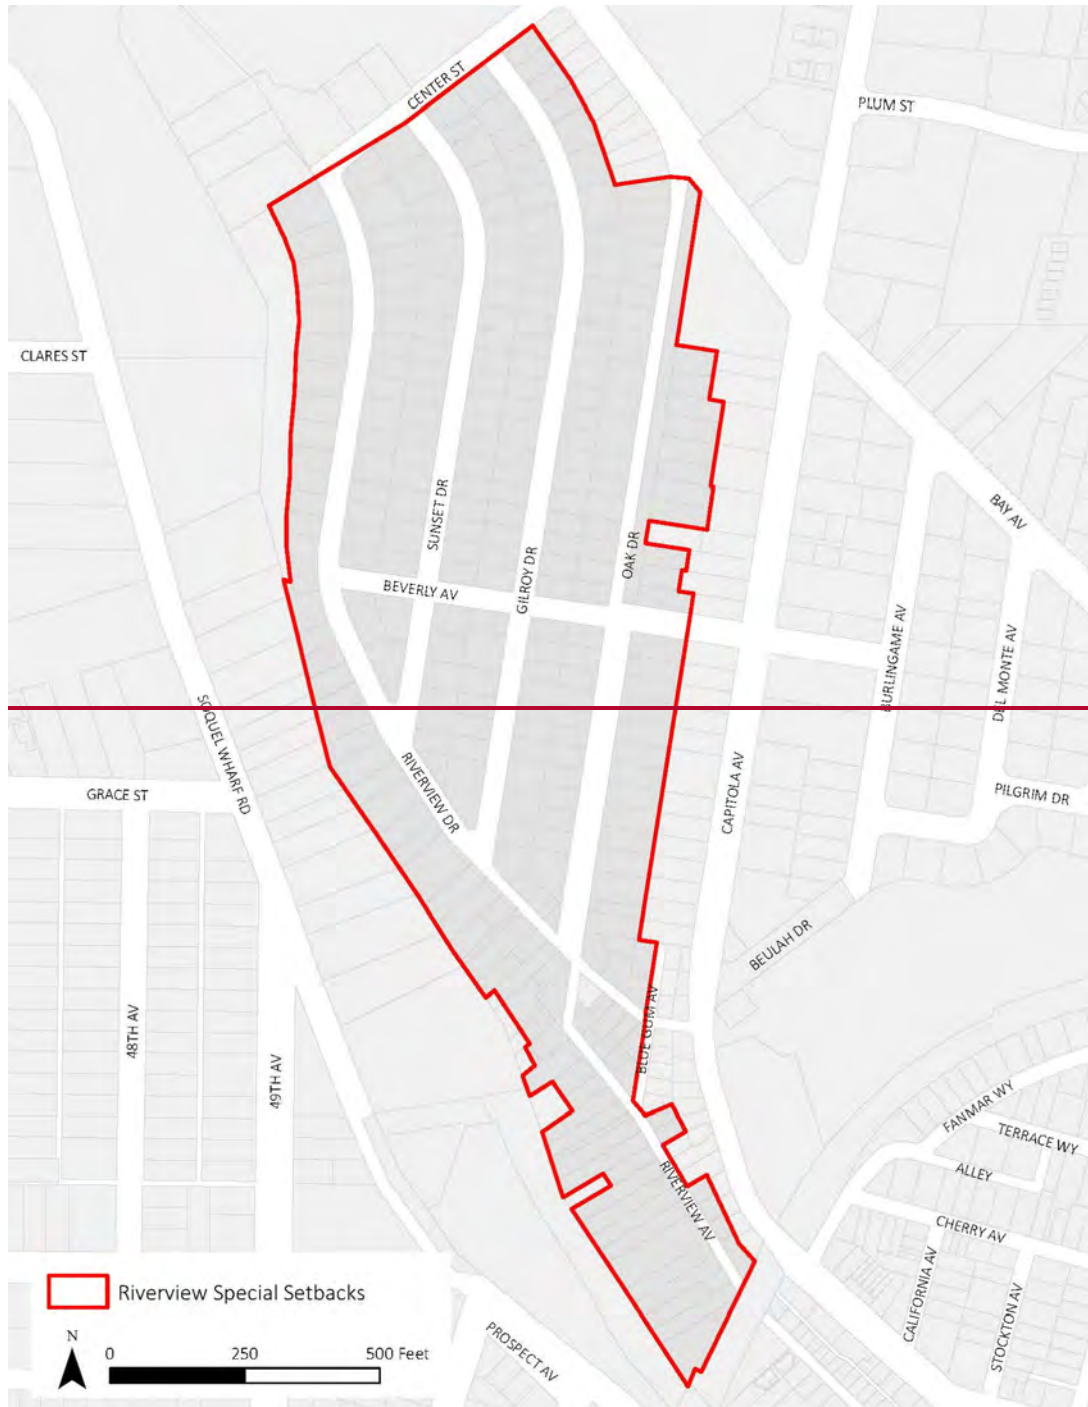 CENTER ST
PLUM ST
CLARES ST
SUNSET DR
GILROY DR
OAK DR
BAY AV
BEVERLY AV
BURLINGAME AV
DEL MONTE AV
SOQUEL WHARF RD
RIVERVIEW DR
CAPITOLA AV
GRACE ST
PILGRIM DR
BEULAH DR
BLUE GUM AV
48TH AV
49TH AV
FANMAR WY
TERRACE WY
ALLEY
RIVERVIEW AV
CHERRY AV
CALIFORNIA AV
STOCKTON AV
PROSPECT AV
Riverview Special Setbacks
N
0 250 500 Feet